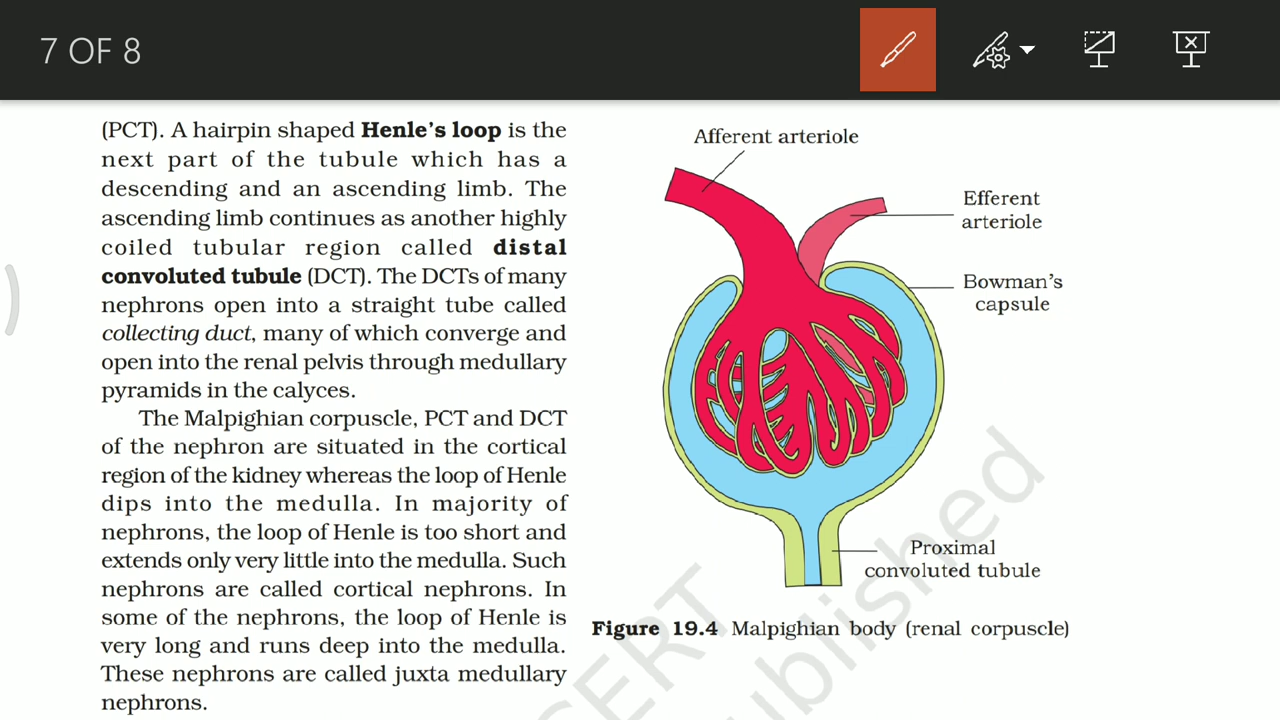 7 OF 8
(PCT). A hairpin shaped Henle's loop is the
next part of the tubule which has a
descending and an ascending limb. The
ascending limb continues as another highly
coiled tubular region called distal
convoluted tubule (DCT). The DCTs of many
nephrons open into a straight tube called
collecting duct, many of which converge and
open into the renal pelvis through medullary
pyramids in the calyces.
The Malpighian corpuscle, PCT and DCT
of the nephron are situated in the cortical
region of the kidney whereas the loop of Henle
dips into the medulla. In majority of
nephrons, the loop of Henle is too short and
extends only very little into the medulla. Such
nephrons are called cortical nephrons. In
some of the nephrons, the loop of Henle is
very long and runs deep into the medulla.
These nephrons are called juxta medullary
nephrons.
Afferent arteriole
Efferent
arteriole
Bowman's
capsule
Proximal
convoluted tubule
Figure 19.4 Malpighian body (renal corpuscle)